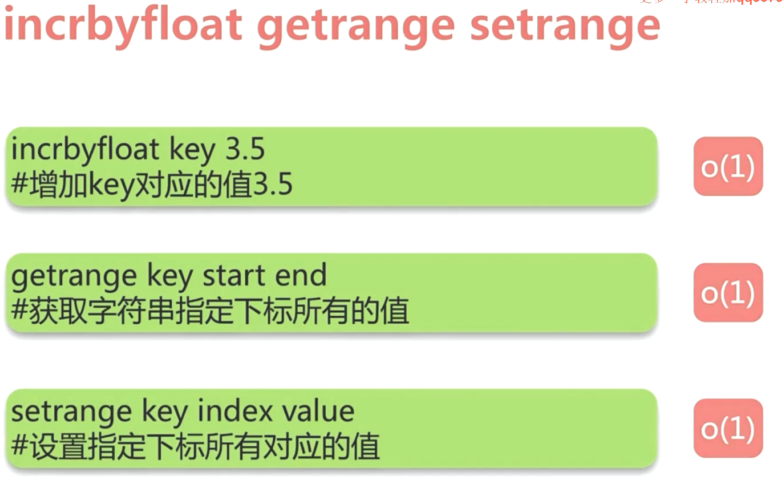 incrbyfloat getrange setrange
incrbyfloat key 3.5
#增加key对应的值3.5
o(1)
getrange key start end
#获取字符串指定下标所有的值
o(1)
setrange key index value
#设置指定下标所有对应的值
o(1)